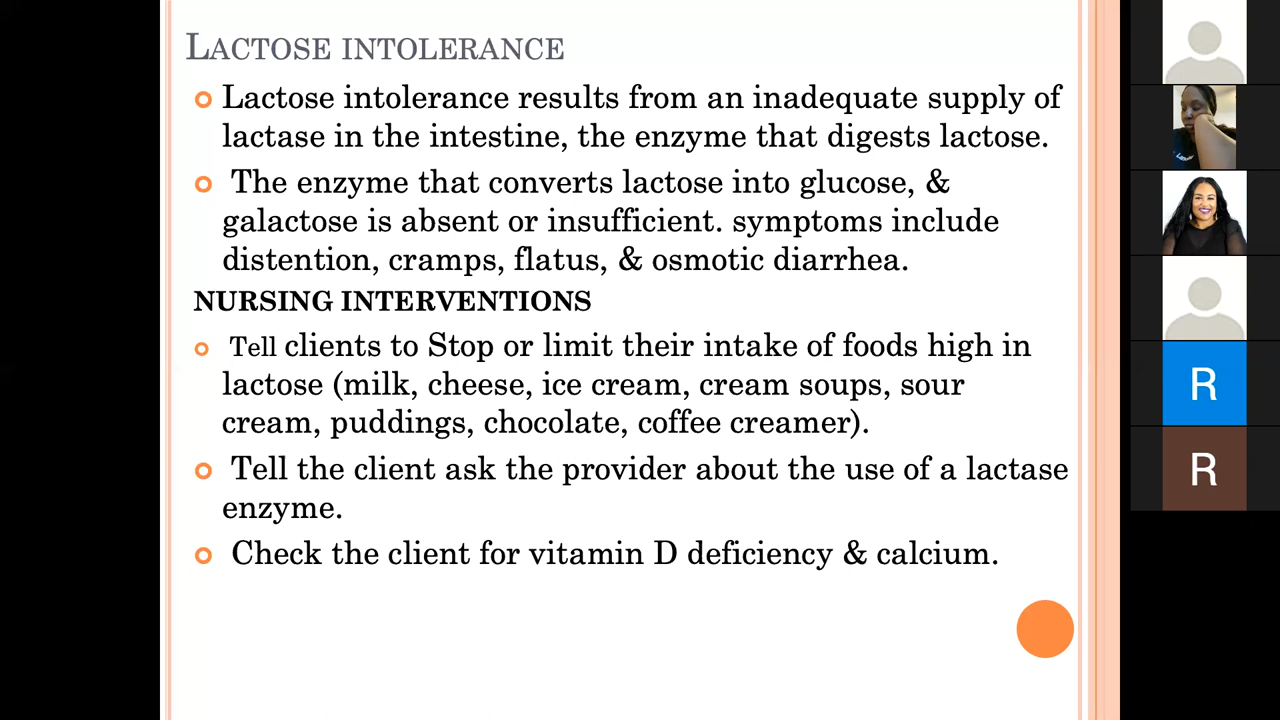 LACTOSE INTOLERANCE
Lactose intolerance results from an inadequate supply of
lactase in the intestine, the enzyme that digests lactose.
The enzyme that converts lactose into glucose, &
galactose is absent or insufficient. symptoms include
distention, cramps, flatus, & osmotic diarrhea.
NURSING INTERVENTIONS
Tell clients to Stop or limit their intake of foods high in
lactose (milk, cheese, ice cream, cream soups, sour
cream, puddings, chocolate, coffee creamer).
Tell the client ask the provider about the use of a lactase
enzyme.
Check the client for vitamin D deficiency & calcium.
R
R